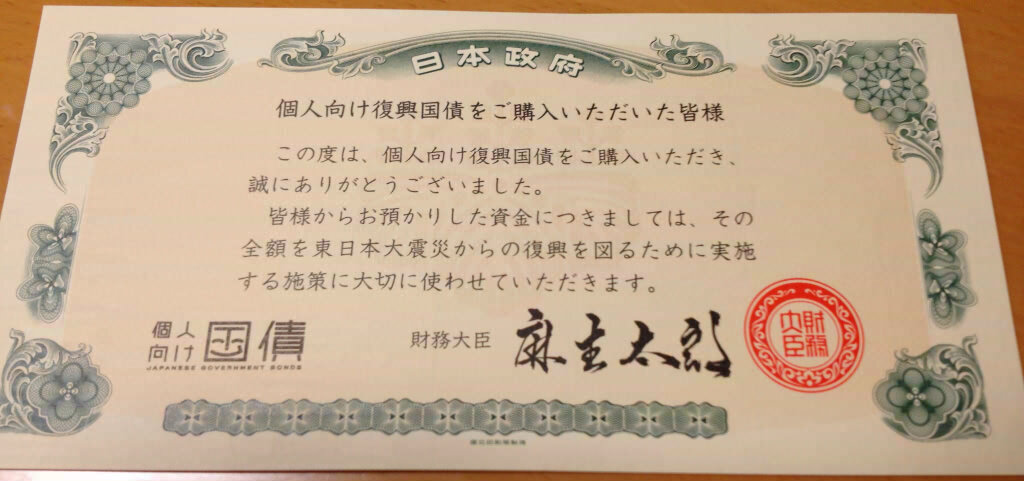 日本政府
個人向け復興国債をご購入いただいた皆様
この度は、個人向け復興国債をご購入いただき、
誠にありがとうございました。
皆様からお預かりした資金につきましては、その
全額を東日本大震災からの復興を図るために実施
する施策に大切に使わせていただきます。
個人
向け
国債
JAPANESE GOVERNMENT BONDS
財務大臣
麻生太郎
財務
大臣
国立印刷局製造